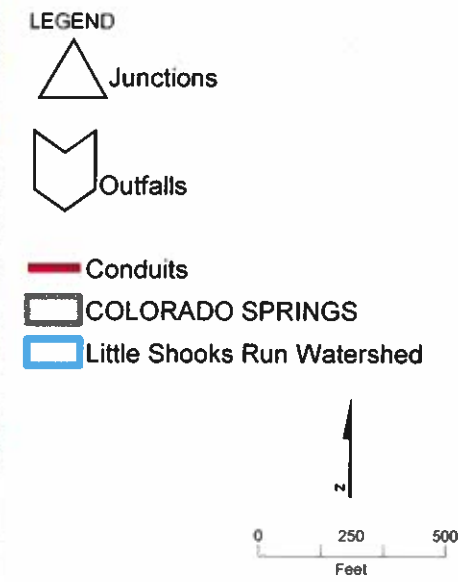 LEGEND
Junctions
Outfalls
Conduits
COLORADO SPRINGS
Little Shooks Run Watershed
N
0 250 500
Feet